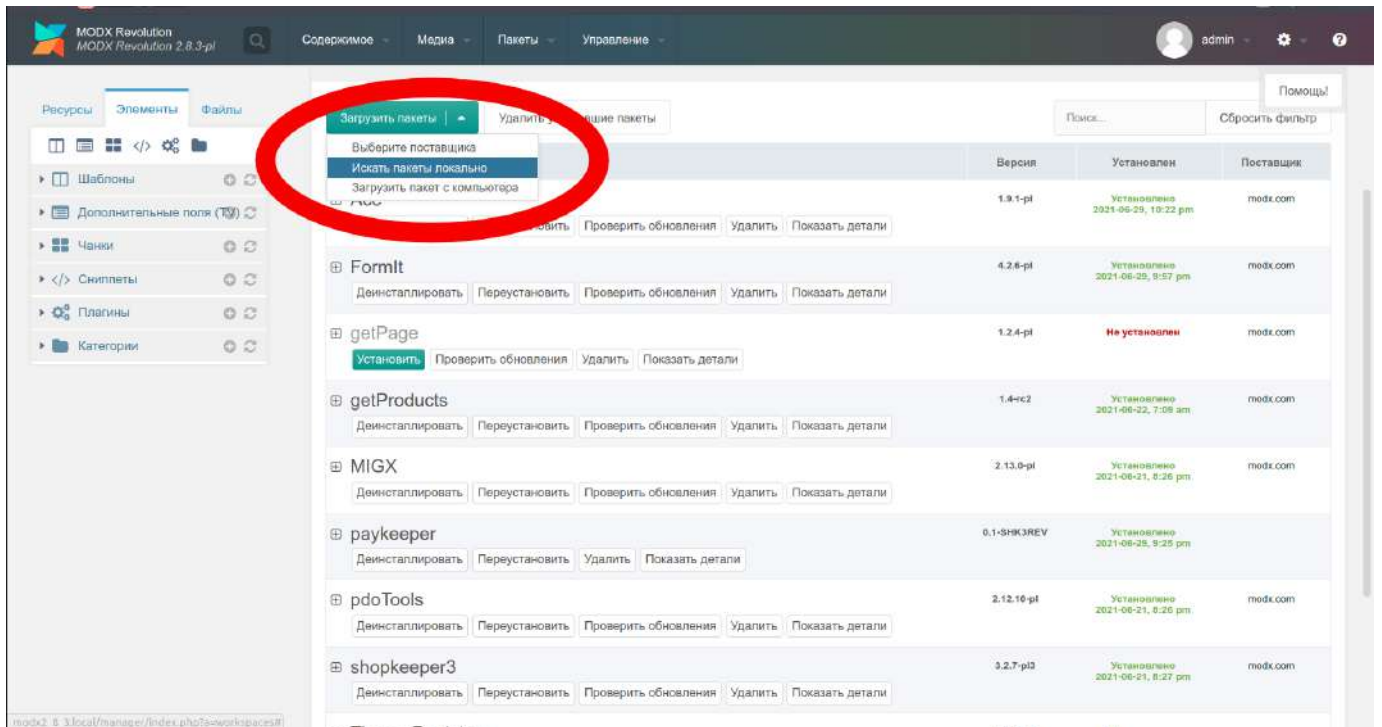 MODX Revolution
MODX Revolution 2.8.3-pl
Содержимое
Медиа
Пакеты
Управление
admin
Помощь!
Ресурсы
Элементы
Файлы
Загрузить пакеты
Удалить
шие пакеты
Поиск...
Сбросить фильтр
Выберите поставщика
Искать пакеты локально
Загрузить пакет с компьютера
Версия
Установлен
Поставщик
Шаблоны
Дополнительные поля (TV)
Чанки
Сниппеты
Плагины
Категории
1.9.1-pl
Установлено
2021-06-29, 10:22 pm
modx.com
Проверить обновления
Удалить
Показать детали
FormIt
4.2.6-pl
Установлено
2021-06-29, 9:57 pm
modx.com
Деинсталлировать
Переустановить
Проверить обновления
Удалить
Показать детали
getPage
1.2.4-pl
Не установлен
modx.com
Установить
Проверить обновления
Удалить
Показать детали
getProducts
1.4-rc2
Установлено
2021-06-22, 7:09 am
modx.com
Деинсталлировать
Переустановить
Проверить обновления
Удалить
Показать детали
MIGX
2.13.0-pl
Установлено
2021-06-21, 8:26 pm
modx.com
Деинсталлировать
Переустановить
Проверить обновления
Удалить
Показать детали
paykeeper
0.1-SHK3REV
Установлено
2021-06-29, 9:25 pm
Деинсталлировать
Переустановить
Удалить
Показать детали
pdoTools
2.12.10-pl
Установлено
2021-06-21, 8:26 pm
modx.com
Деинсталлировать
Переустановить
Проверить обновления
Удалить
Показать детали
shopkeeper3
3.2.7-pl3
Установлено
2021-06-21, 8:27 pm
modx.com
Деинсталлировать
Переустановить
Проверить обновления
Удалить
Показать детали
modx2_8_3.local/manager/index.php?a=workspaces#